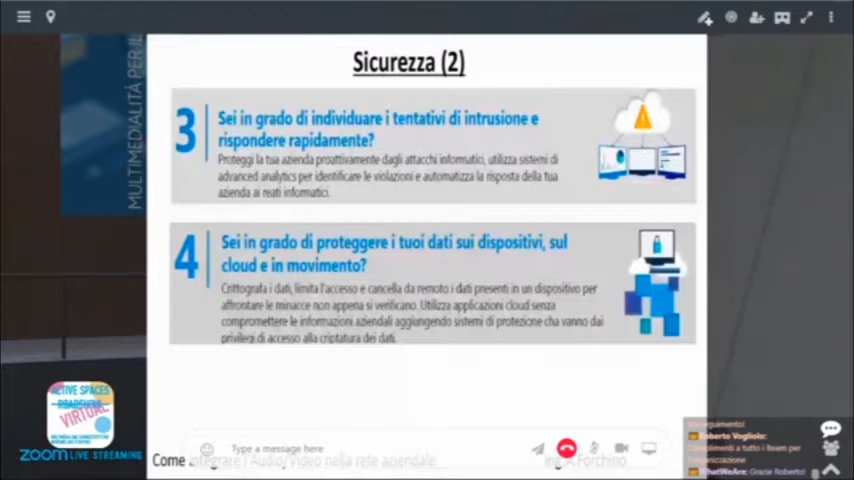 MULTIMEDIALITÀ PER IL
Sicurezza (2)
3
Sei in grado di individuare i tentativi di intrusione e
rispondere rapidamente?
Proteggi la tua azienda proattivamente dagli attacchi informatici, utilizza sistemi di
advanced analytics per identificare le violazioni e automatizza la risposta della tua
azienda ai reati informatici.
4
Sei in grado di proteggere i tuoi dati sui dispositivi, sul
cloud e in movimento?
Crittografa i dati, limita l'accesso e cancella da remoto i dati presenti in un dispositivo per
affrontare le minacce non appena si verificano. Utilizza applicazioni cloud senza
compromettere le informazioni aziendali aggiungendo sistemi di protezione cha vanno dai
privilegi di accesso alla criptatura dei dati.
ACTIVE SPACES
ROADSHOW
VIRTUAL
zoom LIVE STREAMING
Type a message here
Come integrare l'Audio/Video nella rete aziendale.
Ing. A.Forchino
Roberto Vogliolo:
complimenti a tutto i
WhatWeAre: Grazie Roberto!